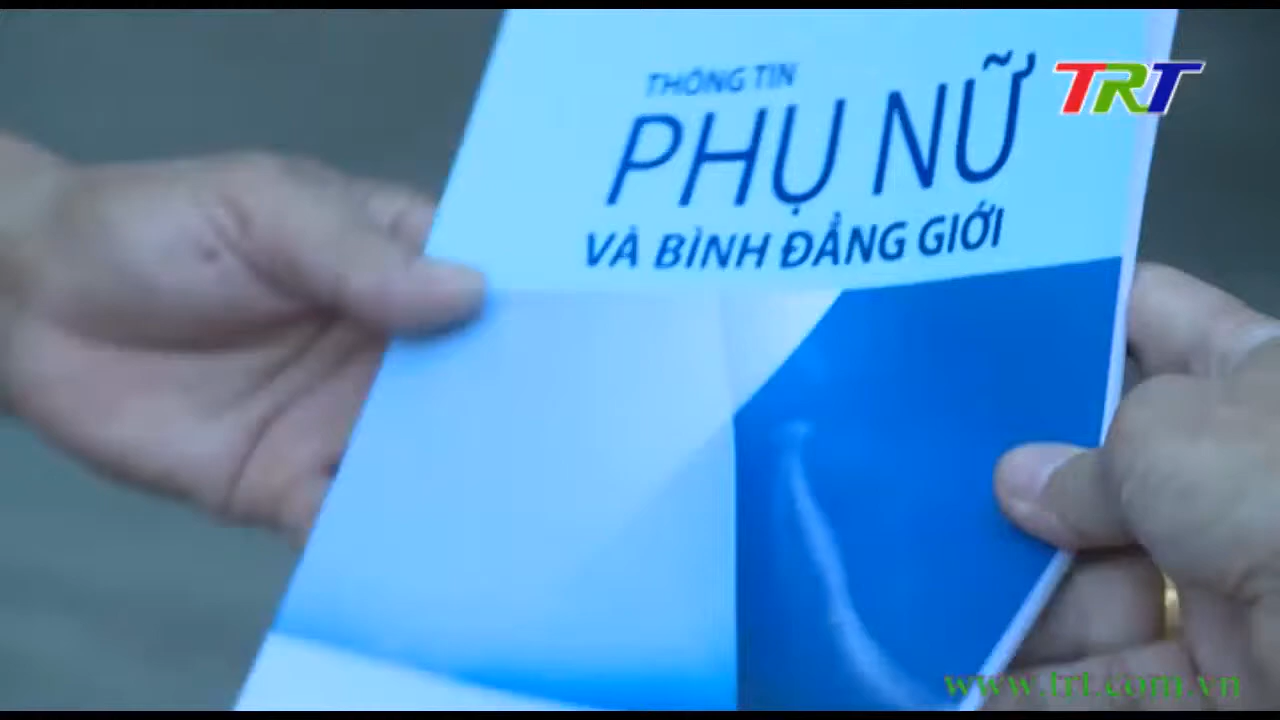 THÔNG TIN
PHỤ NỮ
VÀ BÌNH ĐẲNG GIỚI
TRT
www.trt.com.vn